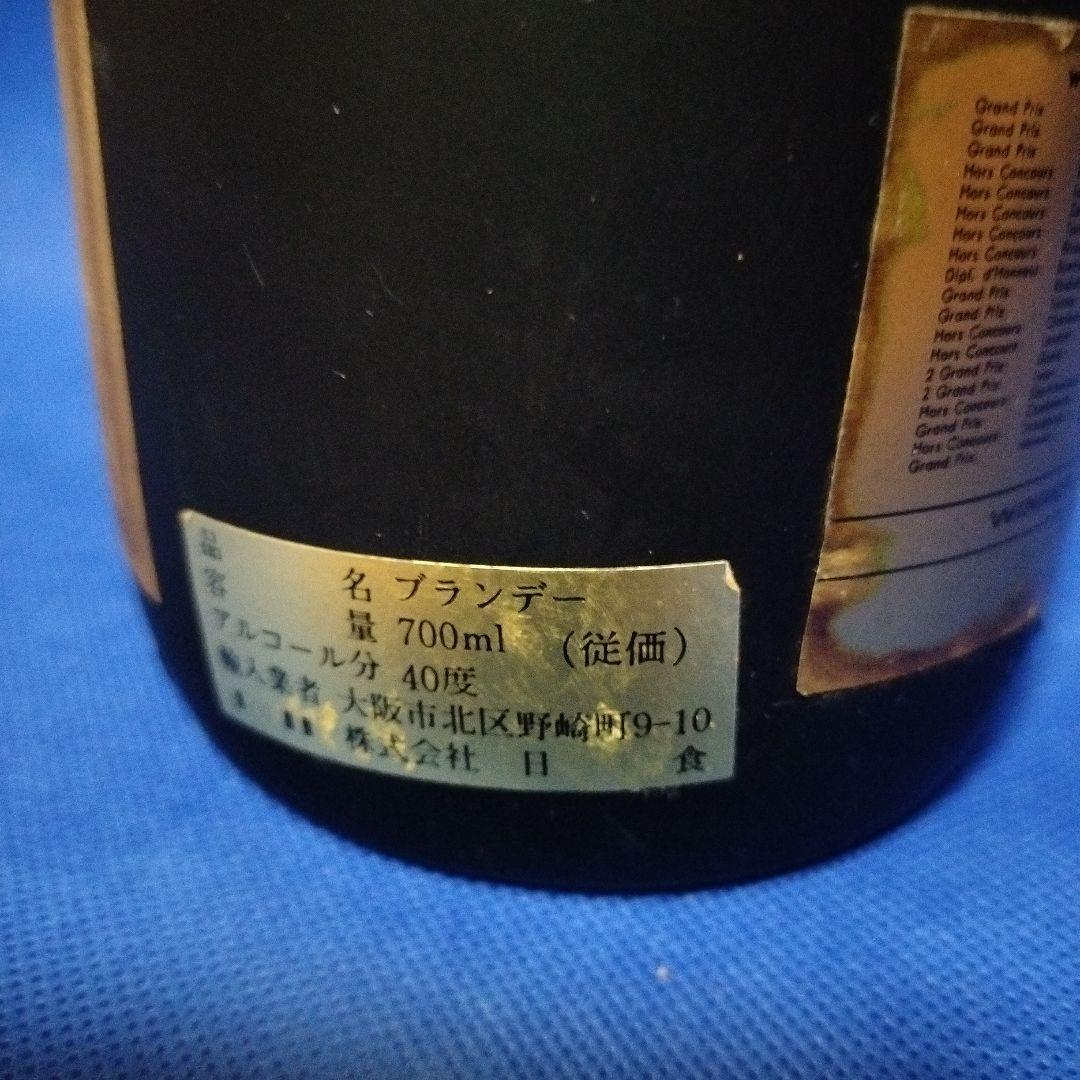 品名 ブランデー
容量 700ml (従価)
アルコール分 40度
輸入業者 大阪市北区野崎町9-10
株式会社 日食
Grand Prix
Grand Prix
Grand Prix
Hors Concours
Hors Concours
Hors Concours
Hors Concours
Hors Concours
Dipl. d'Honneur
Grand Prix
Grand Prix
Hors Concours
Hors Concours
2 Grand Prix
2 Grand Prix
Hors Concours
Grand Prix
Hors Concours
Grand Prix